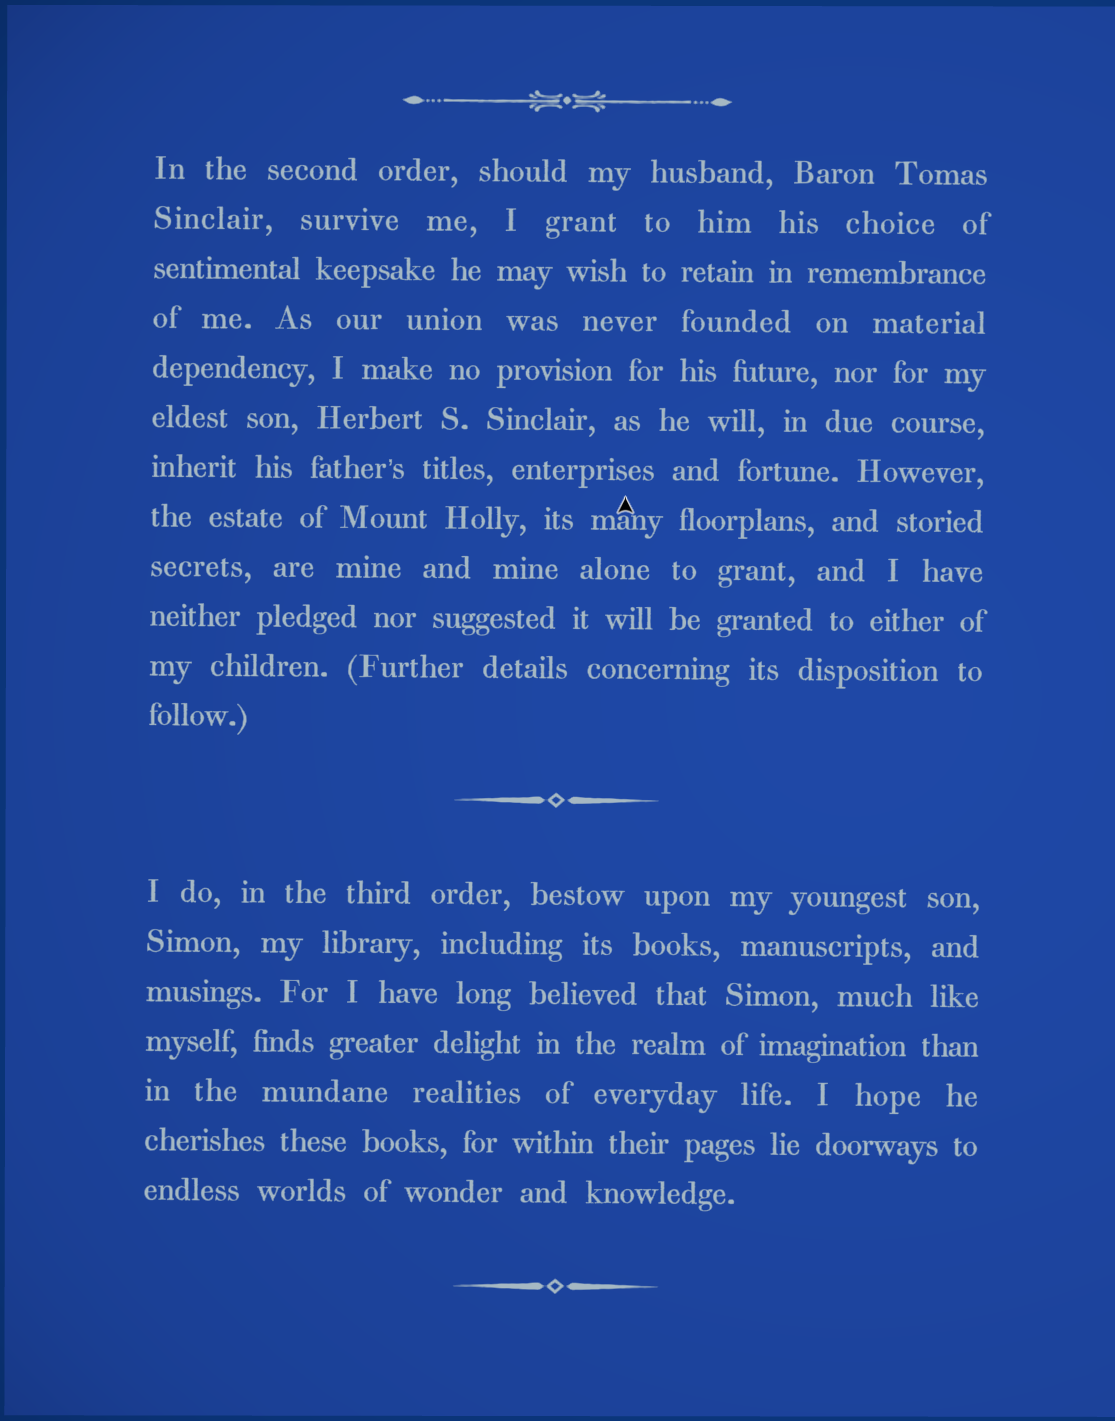 In the second order, should my husband, Baron Tomas
Sinclair, survive me, I grant to him his choice of
sentimental keepsake he may wish to retain in remembrance
of me. As our union was never founded on material
dependency, I make no provision for his future, nor for my
eldest son, Herbert S. Sinclair, as he will, in due course,
inherit his father's titles, enterprises and fortune. However,
the estate of Mount Holly, its many floorplans, and storied
secrets, are mine and mine alone to grant, and I have
neither pledged nor suggested it will be granted to either of
my children. (Further details concerning its disposition to
follow.)
I do, in the third order, bestow upon my youngest son,
Simon, my library, including its books, manuscripts, and
musings. For I have long believed that Simon, much like
myself, finds greater delight in the realm of imagination than
in the mundane realities of everyday life. I hope he
cherishes these books, for within their pages lie doorways to
endless worlds of wonder and knowledge.